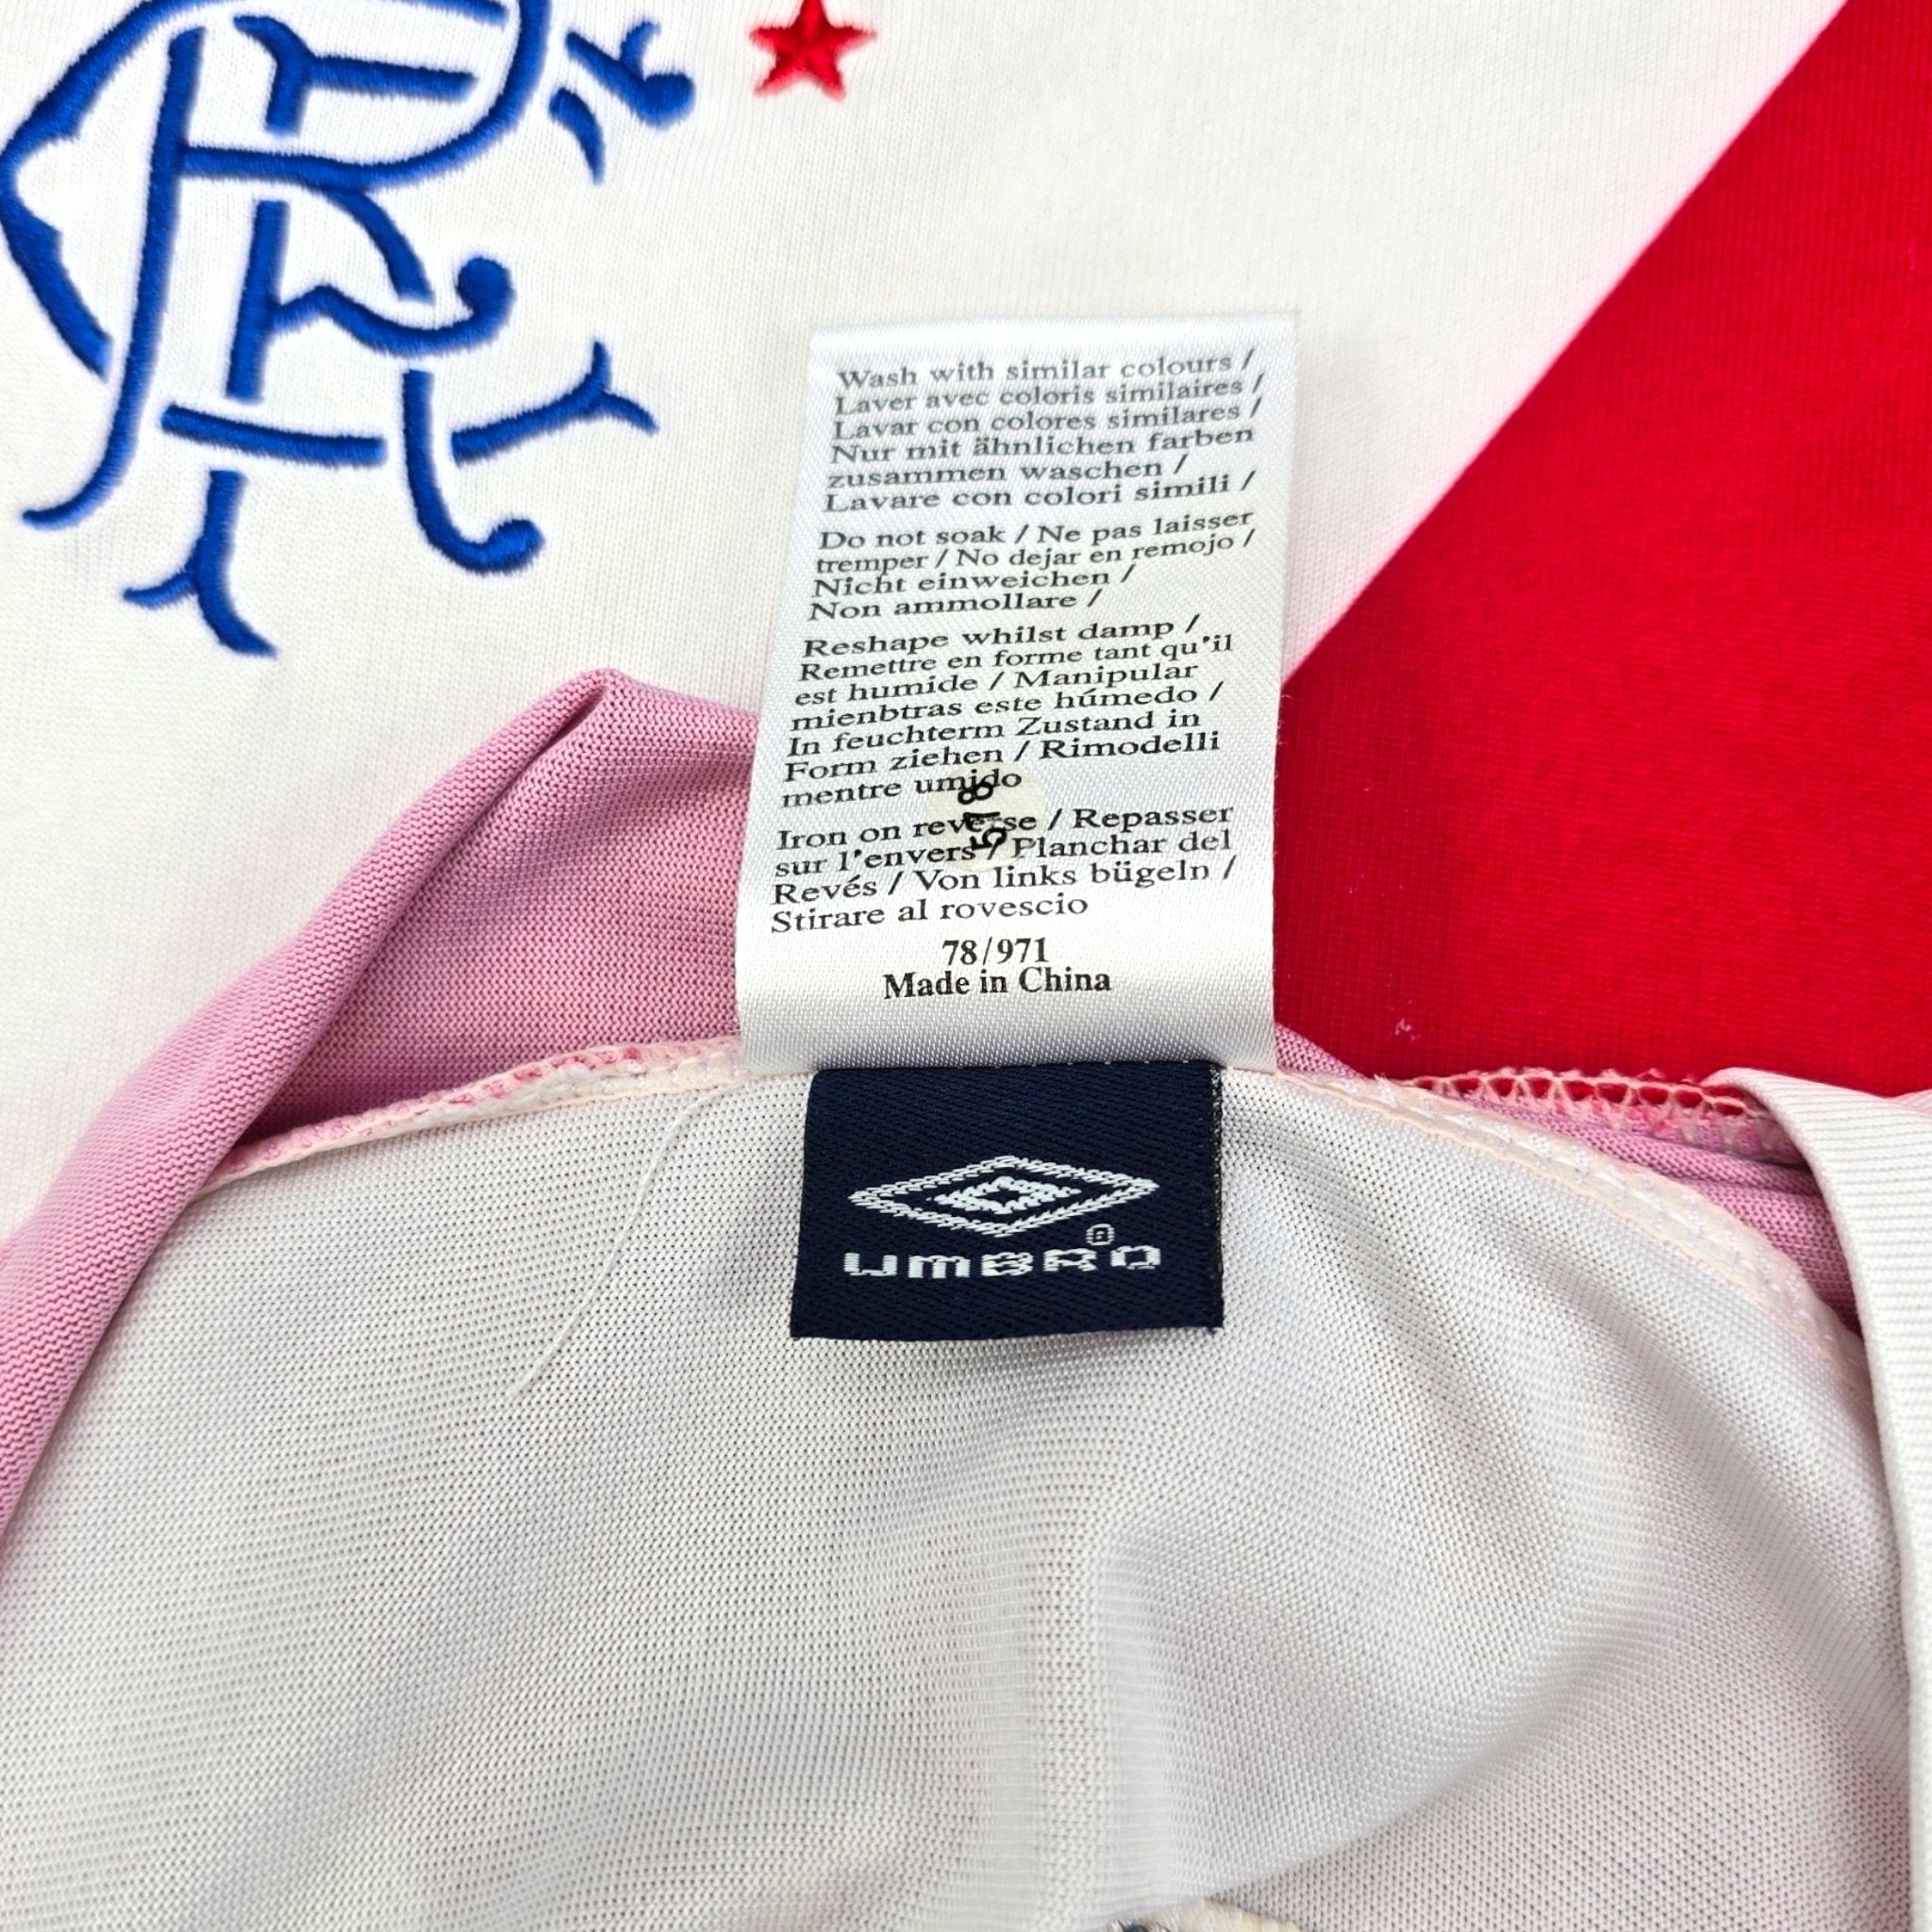 Wash with similar colours /
Laver avec coloris similaires /
Lavar con colores similares /
Nur mit ähnlichen farben
zusammen waschen /
Lavare con colori simili /
Do not soak / Ne pas laisser
tremper / No dejar en remojo /
Nicht einweichen /
Non ammollare /
Reshape whilst damp /
Remettre en forme tant qu'il
est humide / Manipular
mienbtras este húmedo /
In feuchterm Zustand in
Form ziehen / Rimodelli
mentre umido
Iron on reverse / Repasser
sur l'envers / Planchar del
Revés / Von links bügeln /
Stirare al rovescio
78/971
Made in China
UMBRO®